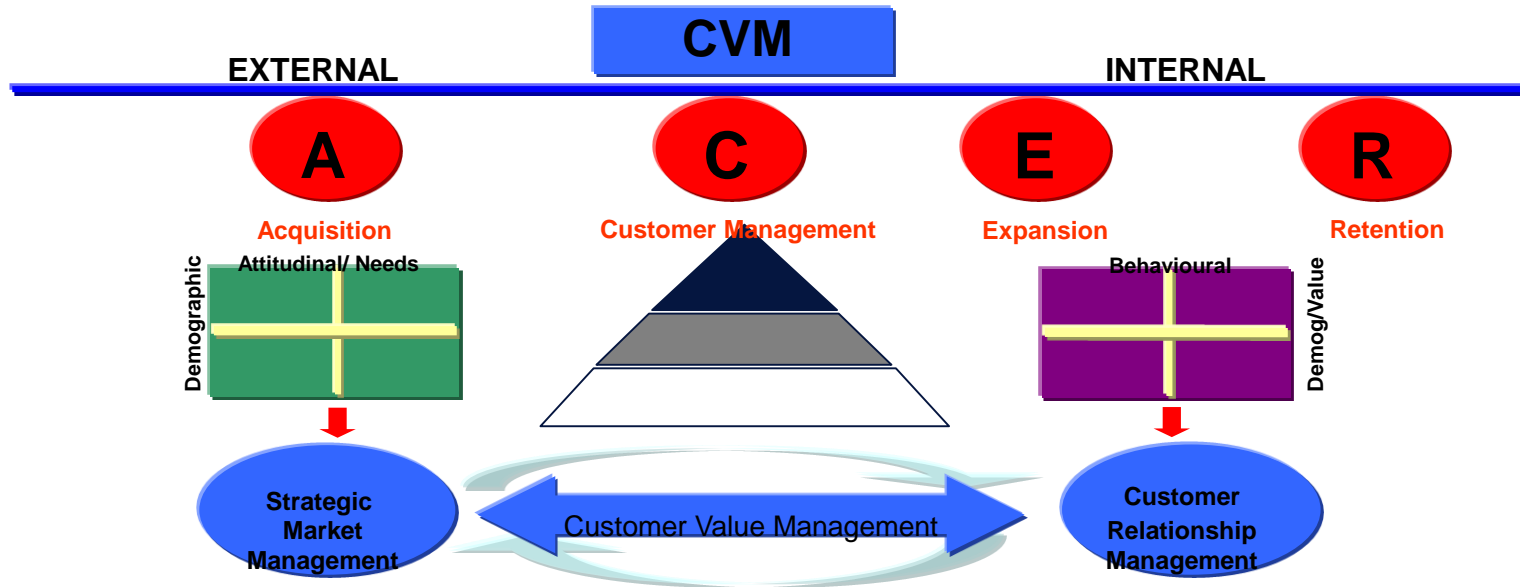 CVM
EXTERNAL
INTERNAL
A
C
E
R
Acquisition
Customer Management
Expansion
Retention
Attitudinal/ Needs
Demographic
Behavioural
Demog/Value
Strategic
Market
Management
Customer Value Management
Customer
Relationship
Management